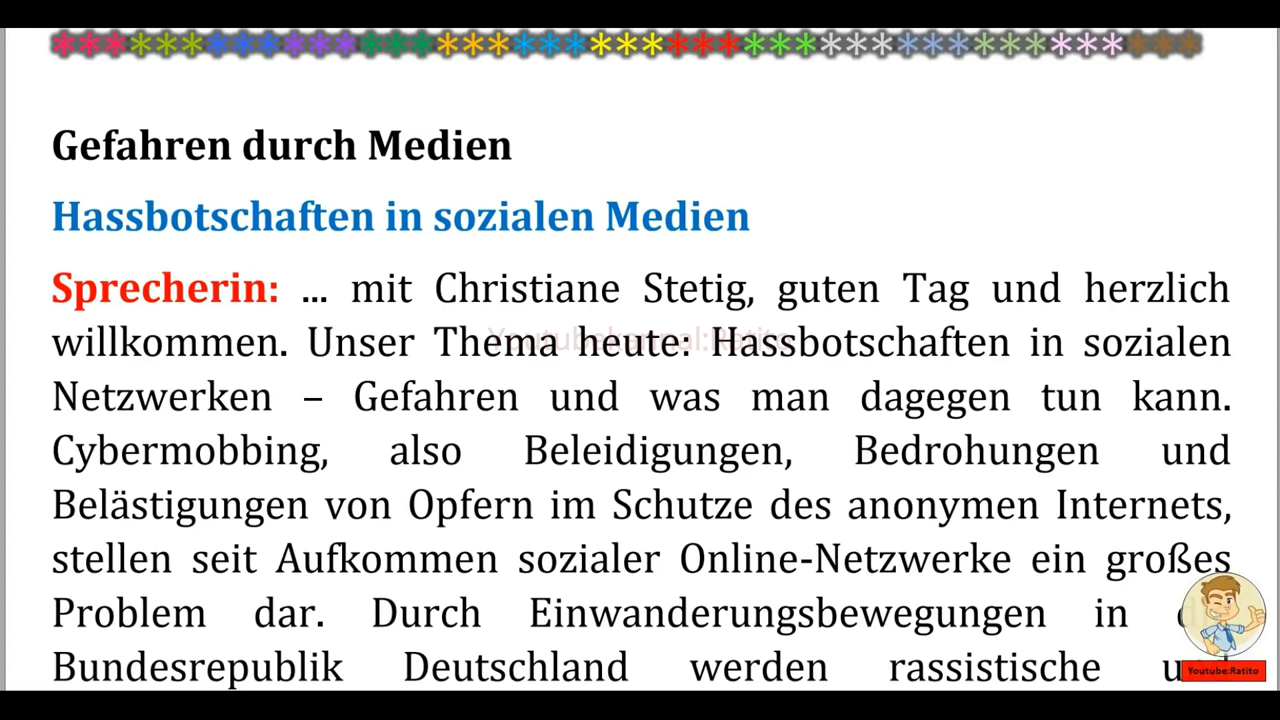 ***********************************************
Gefahren durch Medien
Hassbotschaften in sozialen Medien
Sprecherin: ... mit Christiane Stetig, guten Tag und herzlich
willkommen. Unser Thema heute: Hassbotschaften in sozialen
Youtubekannal:Ratito
Netzwerken – Gefahren und was man dagegen tun kann.
Cybermobbing, also Beleidigungen, Bedrohungen und
Belästigungen von Opfern im Schutze des anonymen Internets,
stellen seit Aufkommen sozialer Online-Netzwerke ein großes
Problem dar. Durch Einwanderungsbewegungen in
Bundesrepublik Deutschland werden rassistische
Youtube:Ratito